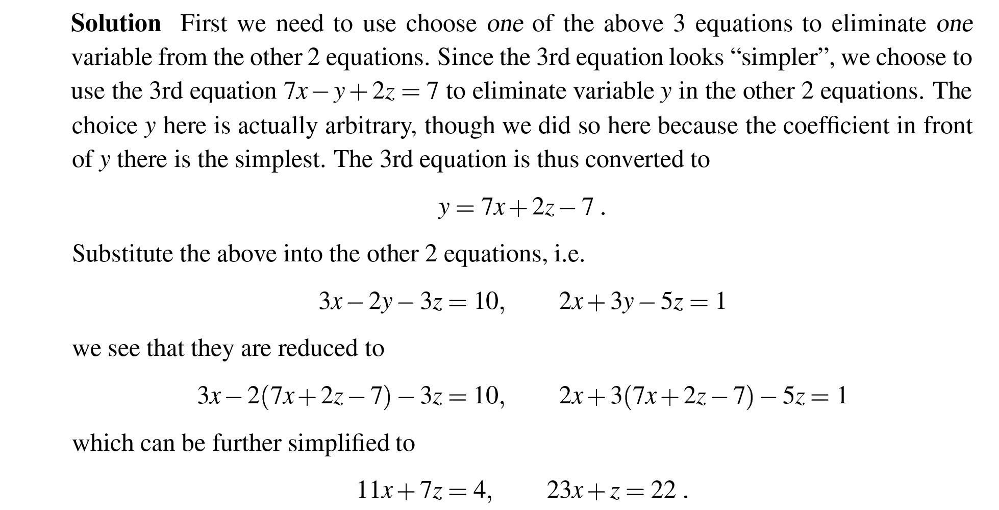 Solution First we need to use choose one of the above 3 equations to eliminate one
variable from the other 2 equations. Since the 3rd equation looks “simpler”, we choose to
use the 3rd equation 7x − y + 2z = 7 to eliminate variable y in the other 2 equations. The
choice y here is actually arbitrary, though we did so here because the coefficient in front
of y there is the simplest. The 3rd equation is thus converted to
y = 7x + 2z − 7 .
Substitute the above into the other 2 equations, i.e.
3x − 2y − 3z = 10, 2x + 3y − 5z = 1
we see that they are reduced to
3x − 2(7x + 2z − 7) − 3z = 10, 2x + 3(7x + 2z − 7) − 5z = 1
which can be further simplified to
11x + 7z = 4, 23x + z = 22 .